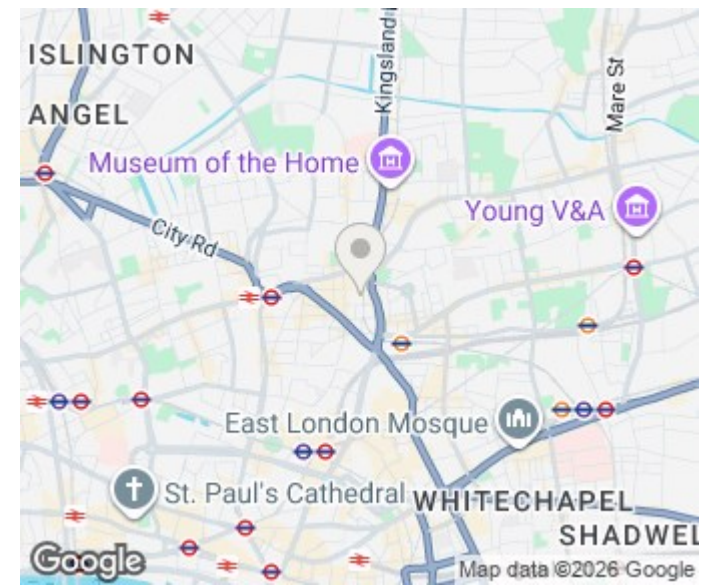 ISLINGTON
ANGEL
Kingsland
Mare St
Museum of the Home
Young V&A
City Rd
East London Mosque
St. Paul's Cathedral
WHITECHAPEL
SHADWEL
Google
Map data ©2026 Google